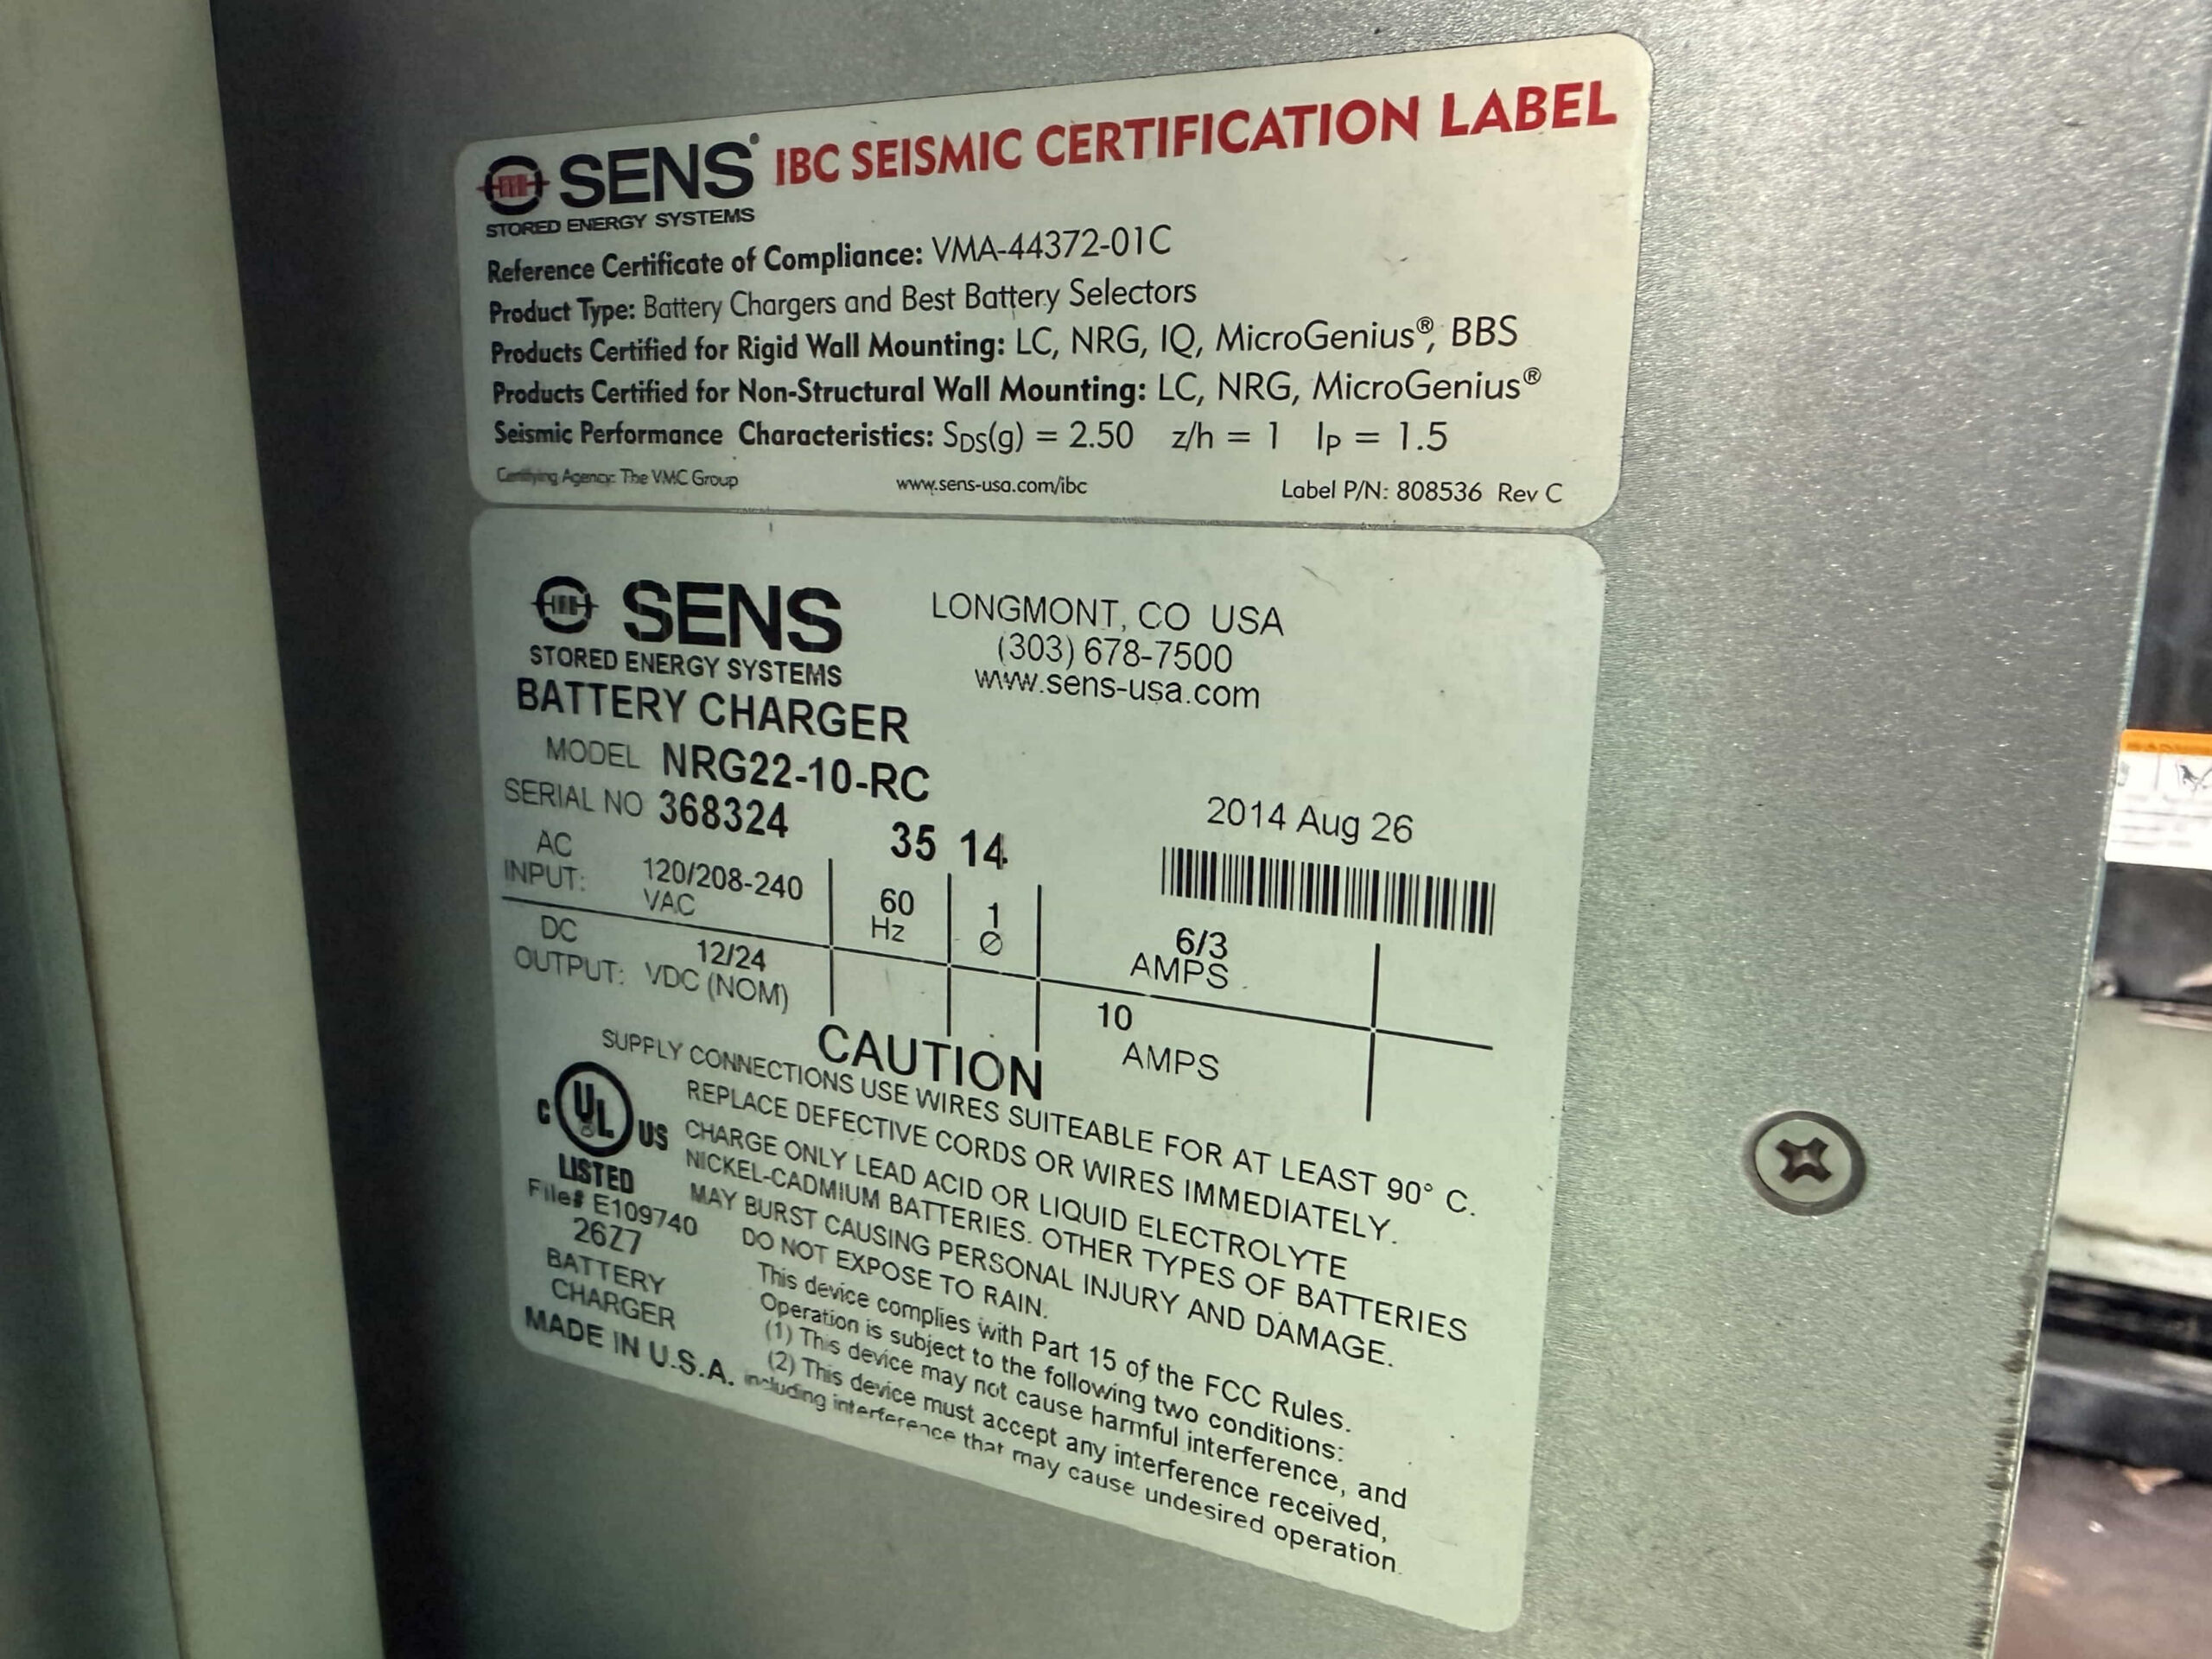 SENS® IBC SEISMIC CERTIFICATION LABEL
STORED ENERGY SYSTEMS
Reference Certificate of Compliance: VMA-44372-01C
Product Type: Battery Chargers and Best Battery Selectors
Products Certified for Rigid Wall Mounting: LC, NRG, IQ, MicroGenius®, BBS
Products Certified for Non-Structural Wall Mounting: LC, NRG, MicroGenius®
Seismic Performance Characteristics: SDS(g) = 2.50 z/h = 1 IP = 1.5
Certifying Agency: The VMC Group www.sens-usa.com/ibc Label P/N: 808536 Rev C
SENS LONGMONT, CO USA
STORED ENERGY SYSTEMS (303) 678-7500
www.sens-usa.com
BATTERY CHARGER
MODEL NRG22-10-RC
SERIAL NO 368324 35 14 2014 Aug 26
AC INPUT: 120/208-240 VAC 60 Hz 1 Ø 6/3 AMPS
DC OUTPUT: 12/24 VDC (NOM) 10 AMPS
CAUTION
SUPPLY CONNECTIONS USE WIRES SUITEABLE FOR AT LEAST 90° C.
REPLACE DEFECTIVE CORDS OR WIRES IMMEDIATELY.
CHARGE ONLY LEAD ACID OR LIQUID ELECTROLYTE
NICKEL-CADMIUM BATTERIES. OTHER TYPES OF BATTERIES
MAY BURST CAUSING PERSONAL INJURY AND DAMAGE.
DO NOT EXPOSE TO RAIN.
This device complies with Part 15 of the FCC Rules.
Operation is subject to the following two conditions:
(1) This device may not cause harmful interference, and
(2) This device must accept any interference received,
including interference that may cause undesired operation.
C UL US
LISTED
File# E109740
26Z7
BATTERY
CHARGER
MADE IN U.S.A.